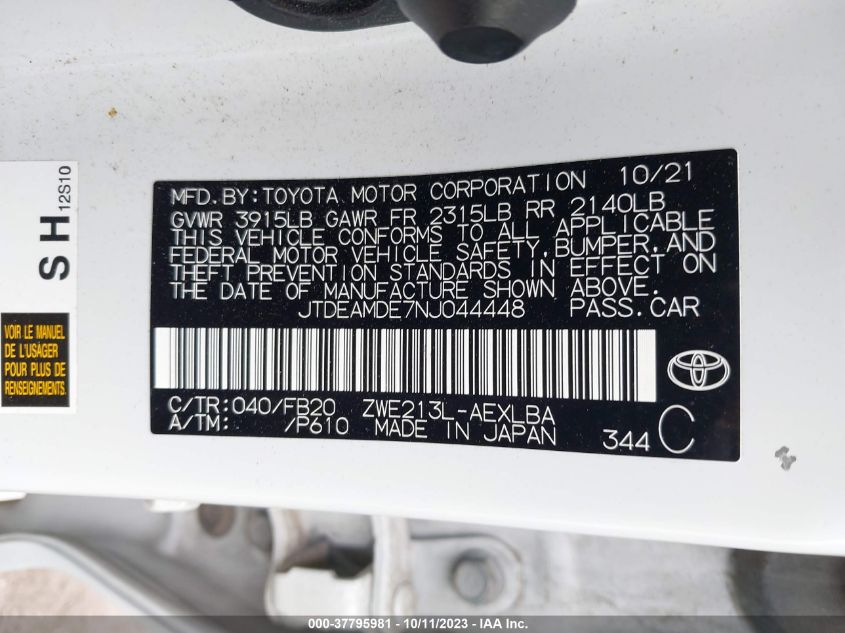 MFD.BY:TOYOTA MOTOR CORPORATION 10/21
GVWR 3915LB GAWR FR 2315LB RR 2140LB
THIS VEHICLE CONFORMS TO ALL APPLICABLE
FEDERAL MOTOR VEHICLE SAFETY, BUMPER, AND
THEFT PREVENTION STANDARDS IN EFFECT ON
THE DATE OF MANUFACTURE SHOWN ABOVE.
JTDEAMDE7NJ044448 PASS.CAR
C/TR:040/FB20 ZWE213L-AEXLBA
A/TM: /P610 MADE IN JAPAN 344 C
S H 12S10
VOIR LE MANUEL
DE L'USAGER
POUR PLUS DE
RENSEIGNEMENTS.
000-37795981 - 10/11/2023 - IAA Inc.